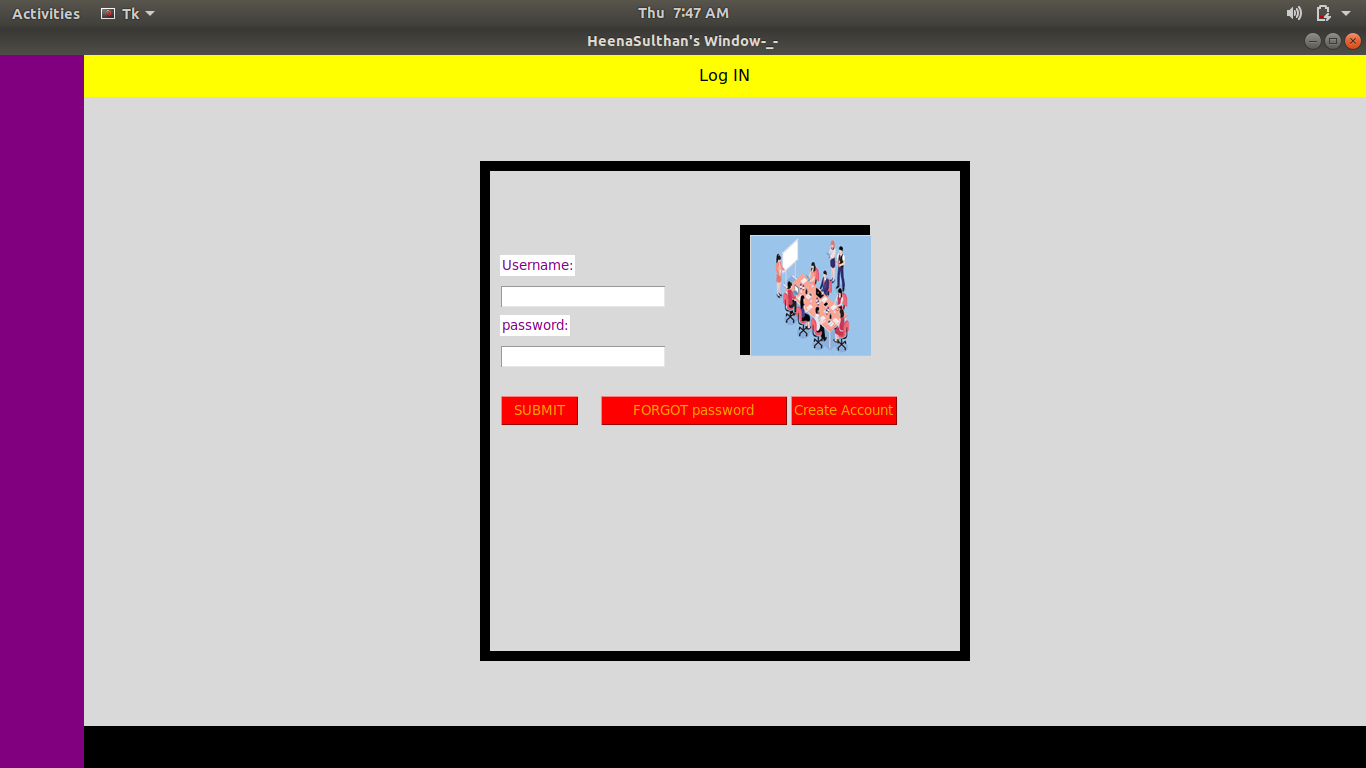 Activities Tk Thu 7:47 AM
HeenaSulthan's Window-_-
Log IN
Username:
password:
SUBMIT FORGOT password Create Account